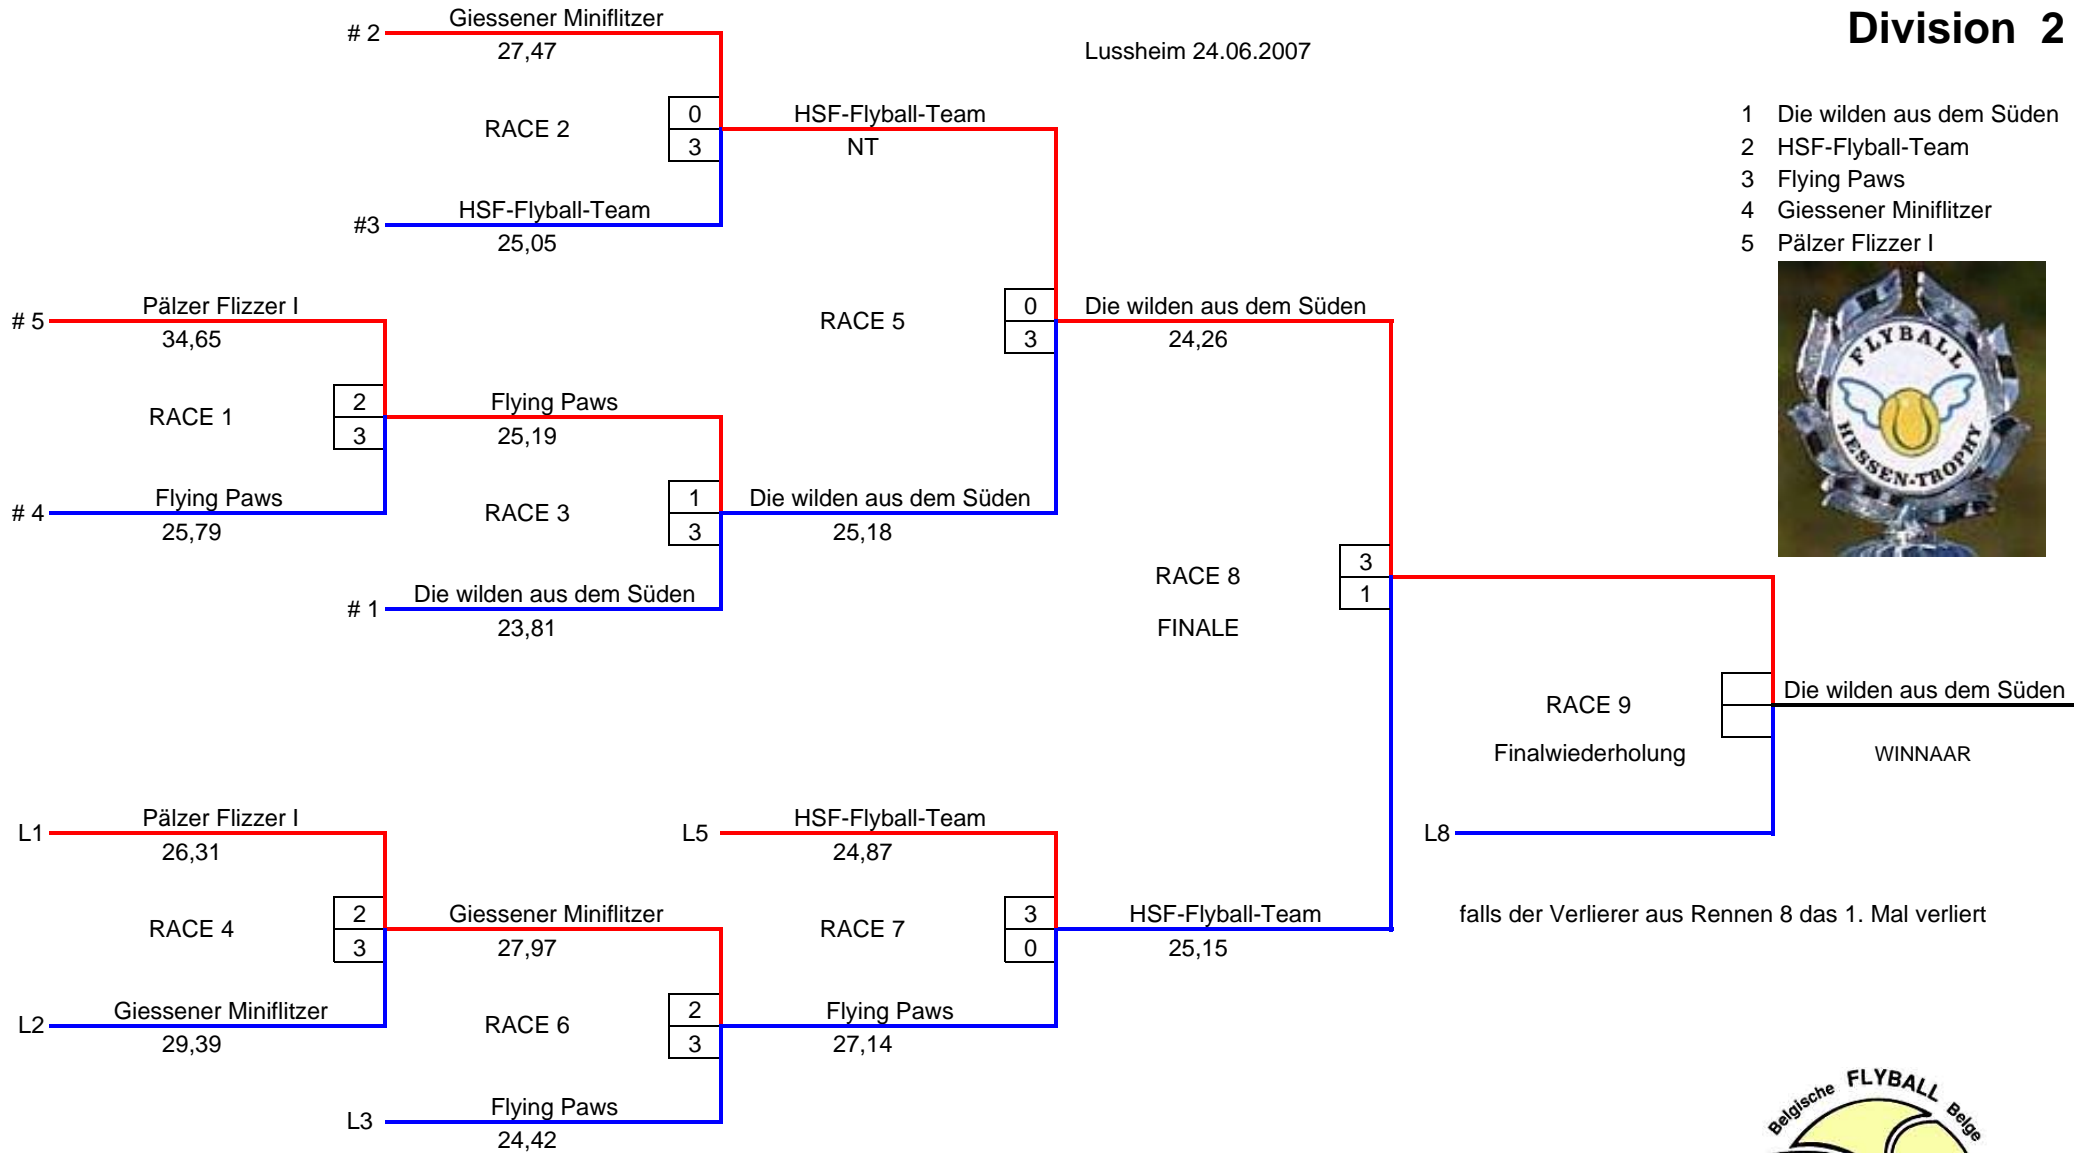 Division 2
Lussheim 24.06.2007
1 Die wilden aus dem Süden
2 HSF-Flyball-Team
3 Flying Paws
4 Giessener Miniflitzer
5 Pälzer Flizzer I
FLYBALL
HESSEN-TROPHY
# 2
Giessener Miniflitzer
27,47
RACE 2
0
3
#3
HSF-Flyball-Team
25,05
HSF-Flyball-Team
NT
# 5
Pälzer Flizzer I
34,65
RACE 1
2
3
# 4
Flying Paws
25,79
Flying Paws
25,19
RACE 3
1
3
# 1
Die wilden aus dem Süden
23,81
Die wilden aus dem Süden
25,18
RACE 5
0
3
Die wilden aus dem Süden
24,26
RACE 8
FINALE
3
1
RACE 9
Finalwiederholung
Die wilden aus dem Süden
WINNAAR
L8
falls der Verlierer aus Rennen 8 das 1. Mal verliert
L1
Pälzer Flizzer I
26,31
RACE 4
2
3
L2
Giessener Miniflitzer
29,39
Giessener Miniflitzer
27,97
RACE 6
2
3
L3
Flying Paws
24,42
L5
HSF-Flyball-Team
24,87
RACE 7
3
0
Flying Paws
27,14
HSF-Flyball-Team
25,15
Belgische FLYBALL Belge